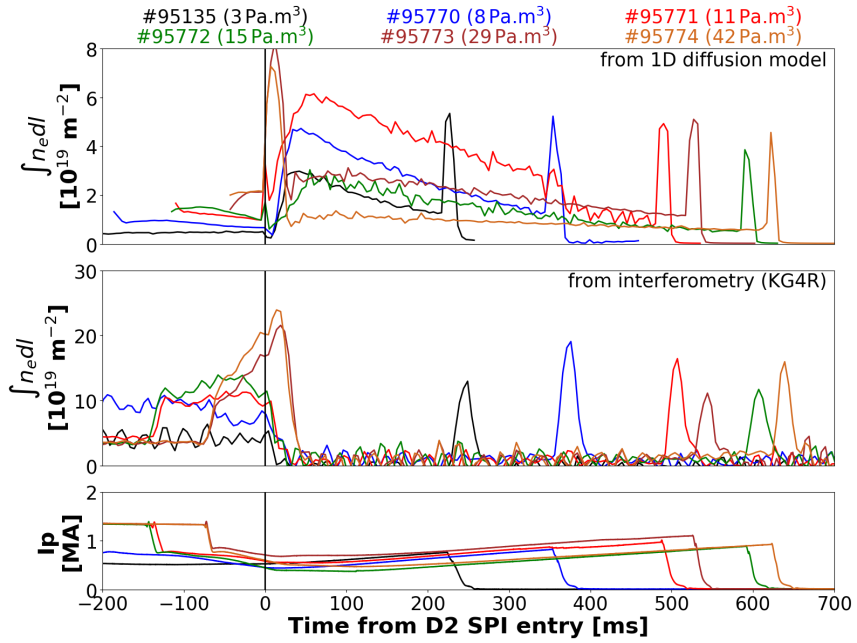 #95135 (3 Pa.m³) #95770 (8 Pa.m³) #95771 (11 Pa.m³)
#95772 (15 Pa.m³) #95773 (29 Pa.m³) #95774 (42 Pa.m³)
from 1D diffusion model
∫nₑdl
[10¹⁹ m⁻²]
8
6
4
2
0
from interferometry (KG4R)
∫nₑdl
[10¹⁹ m⁻²]
30
20
10
0
Ip
[MA]
2
1
0
−200 −100 0 100 200 300 400 500 600 700
Time from D2 SPI entry [ms]